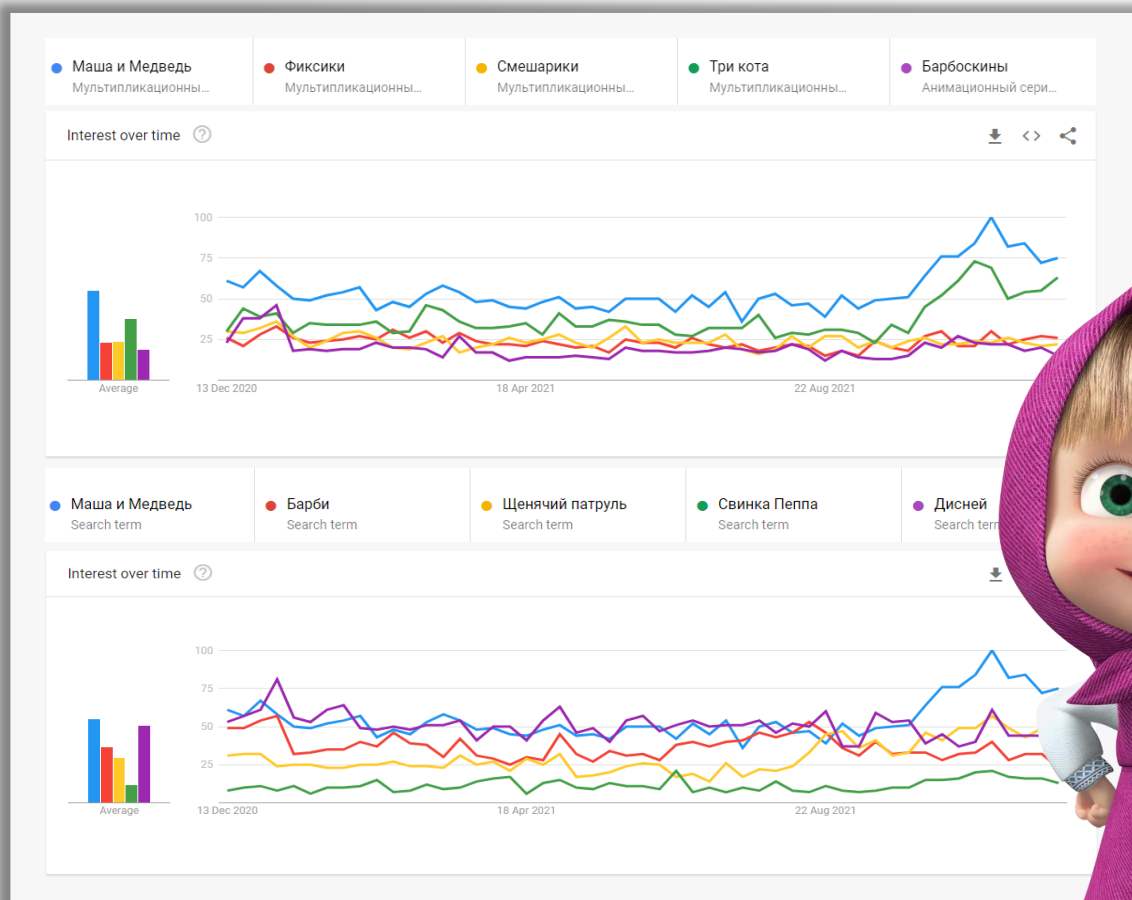 Маша и Медведь
Мультипликационны...
Фиксики
Мультипликационны...
Смешарики
Мультипликационны...
Три кота
Мультипликационны...
Барбоскины
Анимационный сери...
Interest over time
100
75
50
25
Average
13 Dec 2020
18 Apr 2021
22 Aug 2021
Маша и Медведь
Search term
Барби
Search term
Щенячий патруль
Search term
Свинка Пеппа
Search term
Дисней
Search term
Interest over time
100
75
50
25
Average
13 Dec 2020
18 Apr 2021
22 Aug 2021